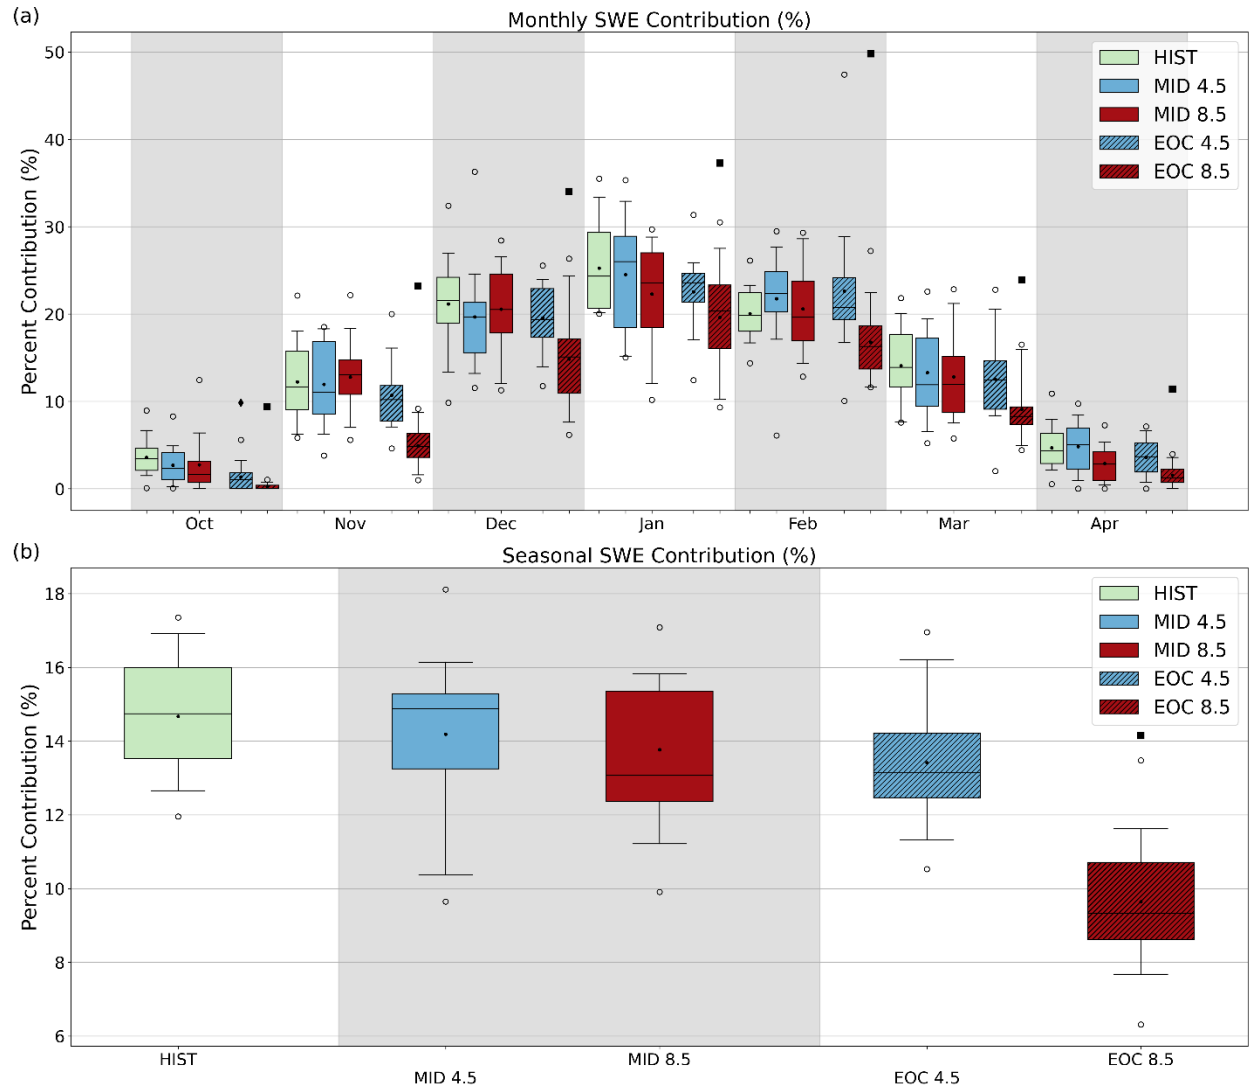 (a)
Monthly SWE Contribution (%)
Percent Contribution (%)
50
40
30
20
10
0
HIST
MID 4.5
MID 8.5
EOC 4.5
EOC 8.5
Oct Nov Dec Jan Feb Mar Apr
(b)
Seasonal SWE Contribution (%)
Percent Contribution (%)
18
16
14
12
10
8
6
HIST
MID 4.5
MID 8.5
EOC 4.5
EOC 8.5
HIST MID 8.5 EOC 8.5
MID 4.5 EOC 4.5